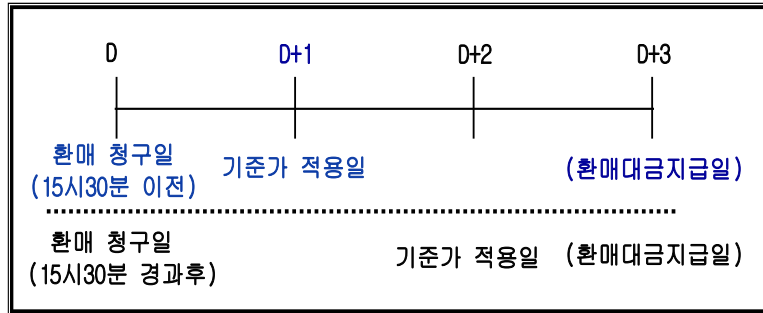 D D+1 D+2 D+3
환매 청구일 기준가 적용일 (환매대금지급일)
(15시30분 이전)
환매 청구일 기준가 적용일 (환매대금지급일)
(15시30분 경과후)